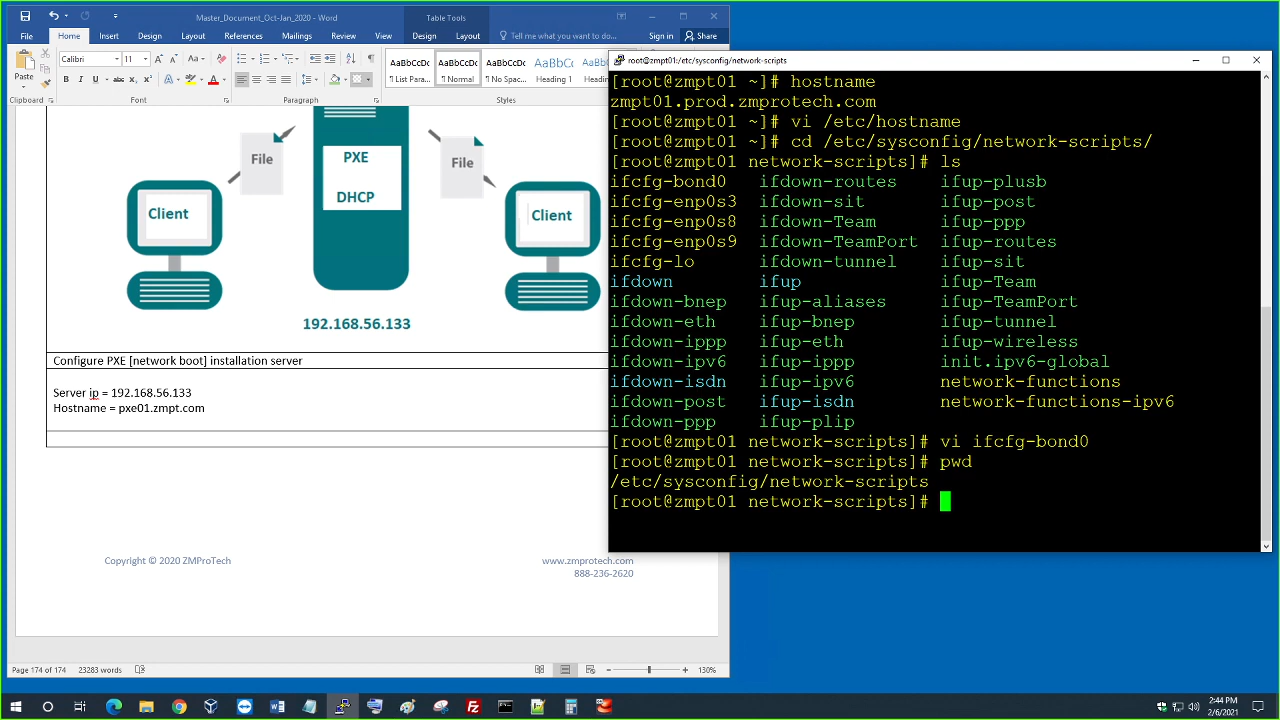 Master_Document_Oct-Jan_2020 - Word
Table Tools
File Home Insert Design Layout References Mailings Review View Design Layout Tell me what you want to do... Sign in Share
Paste
Calibri 11
AaBbCcDc AaBbCcDc AaBbCcDc AaBbCc AaBbCcC
¶ List Para... ¶ Normal ¶ No Spac... Heading 1
Clipboard Font Paragraph Styles
File
PXE
DHCP
File
Client
Client
192.168.56.133
Configure PXE [network boot] installation server
Server ip = 192.168.56.133
Hostname = pxe01.zmpt.com
Copyright © 2020 ZMProTech
www.zmprotech.com
888-236-2620
Page 174 of 174 23283 words
130%
root@zmpt01:/etc/sysconfig/network-scripts
[root@zmpt01 ~]# hostname
zmpt01.prod.zmprotech.com
[root@zmpt01 ~]# vi /etc/hostname
[root@zmpt01 ~]# cd /etc/sysconfig/network-scripts/
[root@zmpt01 network-scripts]# ls
ifcfg-bond0 ifdown-routes ifup-plusb
ifcfg-enp0s3 ifdown-sit ifup-post
ifcfg-enp0s8 ifdown-Team ifup-ppp
ifcfg-enp0s9 ifdown-TeamPort ifup-routes
ifcfg-lo ifdown-tunnel ifup-sit
ifdown ifup ifup-Team
ifdown-bnep ifup-aliases ifup-TeamPort
ifdown-eth ifup-bnep ifup-tunnel
ifdown-ippp ifup-eth ifup-wireless
ifdown-ipv6 ifup-ippp init.ipv6-global
ifdown-isdn ifup-ipv6 network-functions
ifdown-post ifup-isdn network-functions-ipv6
ifdown-ppp ifup-plip
[root@zmpt01 network-scripts]# vi ifcfg-bond0
[root@zmpt01 network-scripts]# pwd
/etc/sysconfig/network-scripts
[root@zmpt01 network-scripts]#
2:44 PM
2/6/2021